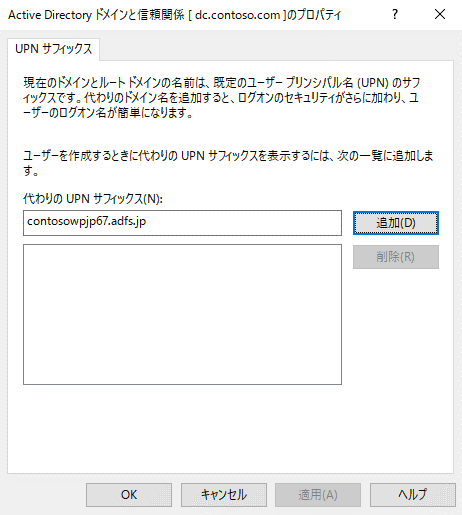 Active Directory ドメインと信頼関係 [ dc.contoso.com ]のプロパティ ? ×
UPN サフィックス
現在のドメインとルート ドメインの名前は、既定のユーザー プリンシパル名 (UPN) のサフ
ィックスです。代わりのドメイン名を追加すると、ログオンのセキュリティがさらに加わり、ユ
ーザーのログオン名が簡単になります。
ユーザーを作成するときに代わりの UPN サフィックスを表示するには、次の一覧に追加しま
す。
代わりの UPN サフィックス(N):
contosowpjp67.adfs.jp
追加(D)
削除(R)
OK
キャンセル
適用(A)
ヘルプ